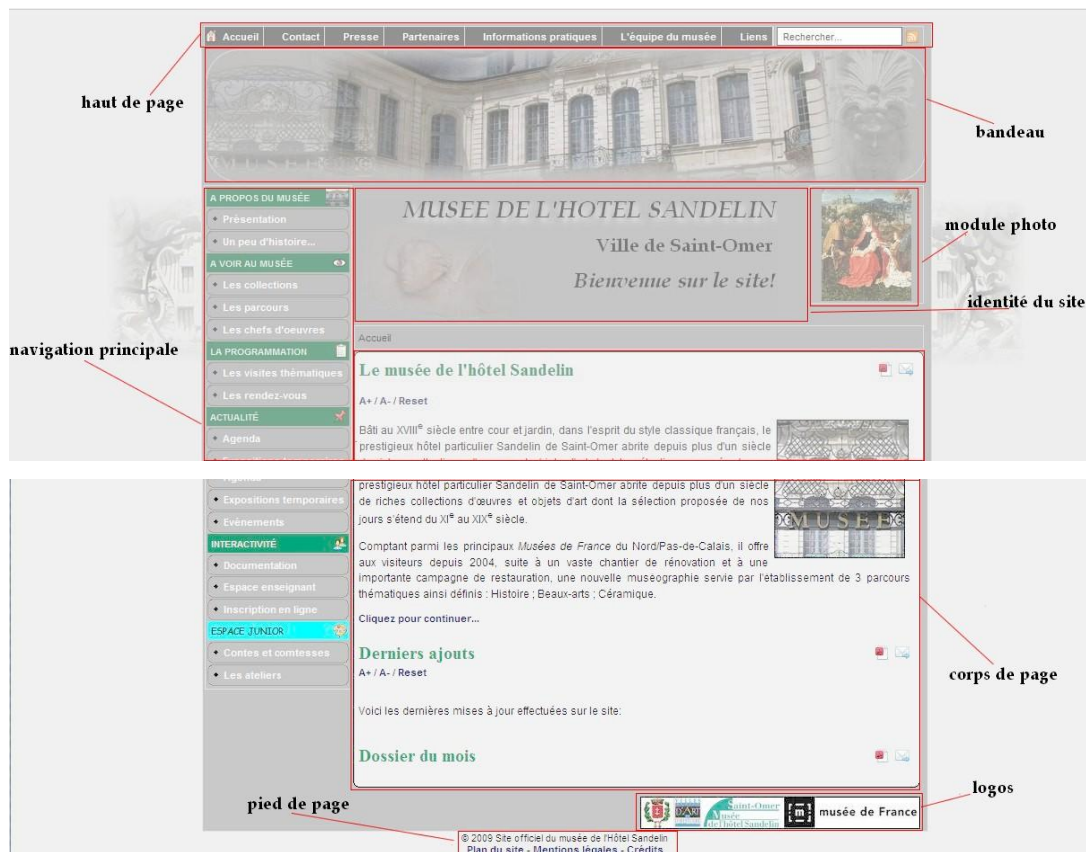 Accueil Contact Presse Partenaires Informations pratiques L'équipe du musée Liens Rechercher...
haut de page
bandeau
MUSEE
A PROPOS DU MUSÉE
Présentation
Un peu d'histoire...
A VOIR AU MUSÉE
Les collections
Les parcours
Les chefs d'oeuvres
LA PROGRAMMATION
Les visites thématiques
Les rendez-vous
ACTUALITÉ
Agenda
navigation principale
MUSEE DE L'HOTEL SANDELIN
Ville de Saint-Omer
Bienvenue sur le site!
module photo
identité du site
Accueil
Le musée de l'hôtel Sandelin
A+ / A- / Reset
Bâti au XVIIIe siècle entre cour et jardin, dans l'esprit du style classique français, le
prestigieux hôtel particulier Sandelin de Saint-Omer abrite depuis plus d'un siècle
Expositions temporaires
Evènements
INTERACTIVITÉ
Documentation
Espace enseignant
Inscription en ligne
ESPACE JUNIOR
Contes et comtesses
Les ateliers
prestigieux hôtel particulier Sandelin de Saint-Omer abrite depuis plus d'un siècle
de riches collections d'œuvres et objets d'art dont la sélection proposée de nos
jours s'étend du XIe au XIXe siècle.
MUSEE
Comptant parmi les principaux Musées de France du Nord/Pas-de-Calais, il offre
aux visiteurs depuis 2004, suite à un vaste chantier de rénovation et à une
importante campagne de restauration, une nouvelle muséographie servie par l'établissement de 3 parcours
thématiques ainsi définis : Histoire ; Beaux-arts ; Céramique.
Cliquez pour continuer...
Derniers ajouts
A+ / A- / Reset
Voici les dernières mises à jour effectuées sur le site:
Dossier du mois
corps de page
logos
pied de page
D'ART
Saint-Omer
Musée
de l'hôtel Sandelin
m
musée de France
© 2009 Site officiel du musée de l'Hôtel Sandelin
Plan du site - Mentions légales - Crédits